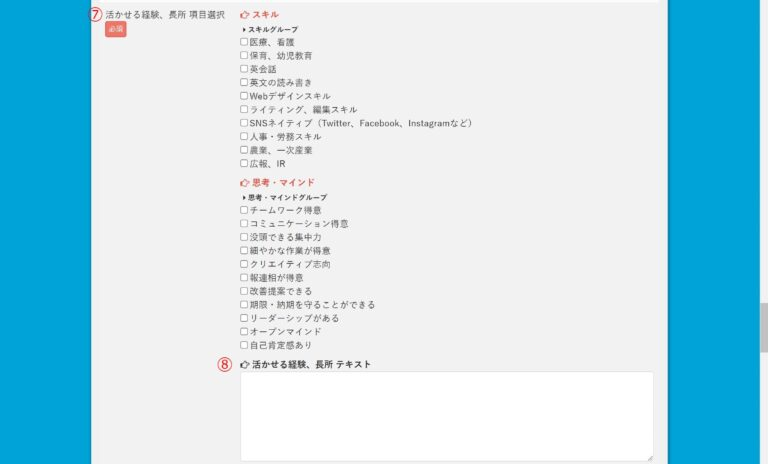 ⑦ 活かせる経験、長所 項目選択
必須
スキル
スキルグループ
医療、看護
保育、幼児教育
英会話
英文の読み書き
Webデザインスキル
ライティング、編集スキル
SNSネイティブ（Twitter、Facebook、Instagramなど）
人事・労務スキル
農業、一次産業
広報、IR
思考・マインド
思考・マインドグループ
チームワーク得意
コミュニケーション得意
没頭できる集中力
細やかな作業が得意
クリエイティブ志向
報連相が得意
改善提案できる
期限・納期を守ることができる
リーダーシップがある
オープンマインド
自己肯定感あり
⑧ 活かせる経験、長所 テキスト